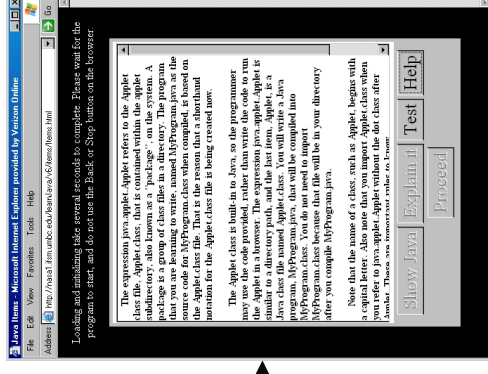 Java Items - Microsoft Internet Explorer provided by Verizon Online
File Edit View Favorites Tools Help
Address http://nasa1.ifsm.umbc.edu/learnJava/v6/items/Items.html Go
Loading and initializing take several seconds to complete. Please wait for the
program to start, and do not use the Back or Stop button on the browser.
The expression java.applet.Applet refers to the Applet
class file, Applet.class, that is contained within the applet
subdirectory, also known as a "package", on the system. A
package is a group of class files in a directory. The program
that you are learning to write, named MyProgram.java as the
source code for MyProgram.class when compiled, is based on
the Applet.class file. That is the reason that a shorthand
notation for the Applet.class file is being created now.
The Applet class is built-in to Java, so the programmer
may use the code provided, rather than write the code to run
the Applet in a browser. The expression java.applet.Applet is
similar to a directory path, and the last item, Applet, is a
Java class file named Applet.class. You will write a Java
program, MyProgram.java, that will be compiled into
MyProgram.class. You do not need to import
MyProgram.class because that file will be in your directory
after you compile MyProgram.java.
Note that the name of a class, such as Applet, begins with
a capital letter. Also note that you import Applet.class when
you refer to java.applet.Applet without the dot class after
Applet. These are important rules to know
Show Java Explain it Test Help
Proceed